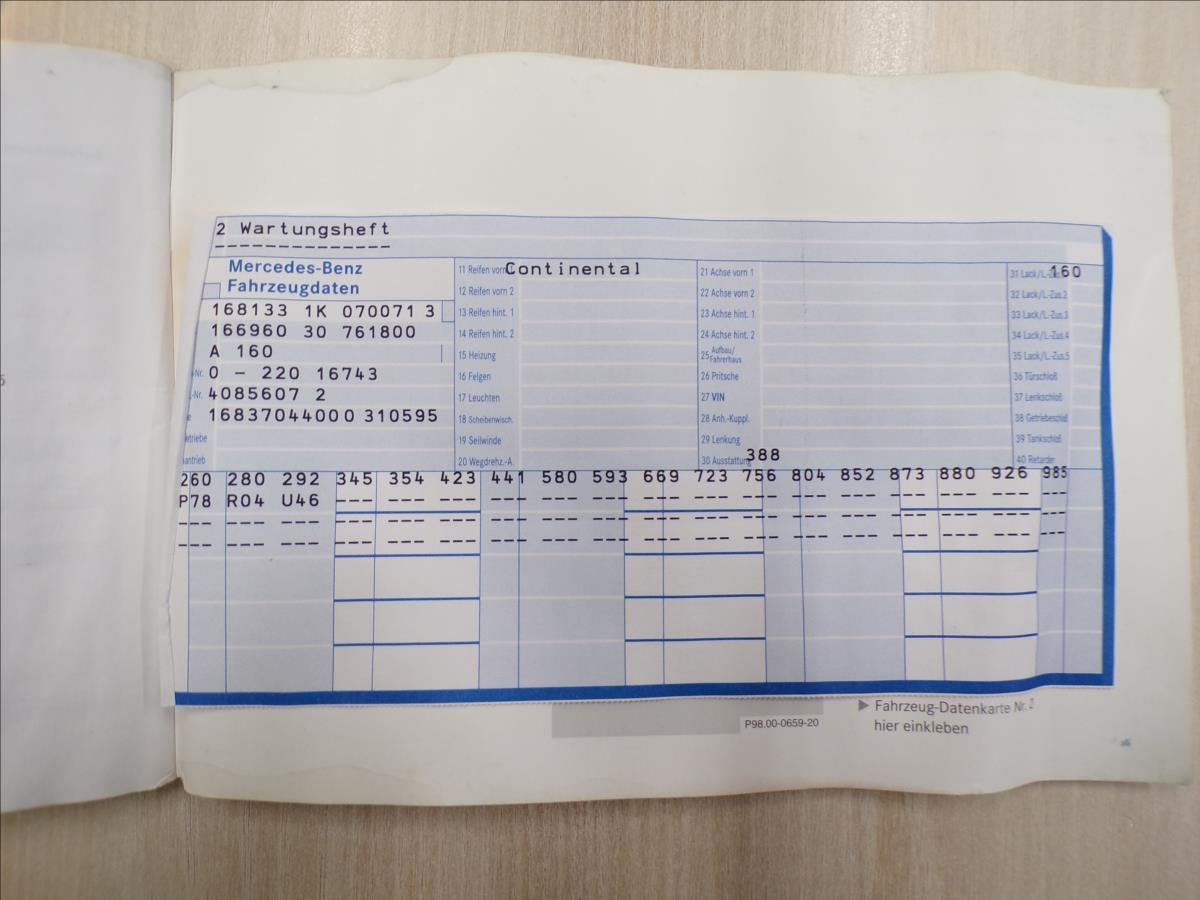 2 Wartungsheft
Mercedes-Benz
Fahrzeugdaten
168133 1K 070071 3
166960 30 761800
A 160
-Nr. 0 - 220 16743
-Nr. 4085607 2
16837044000 310595
11 Reifen vorn Continental
12 Reifen vorn 2
13 Reifen hint. 1
14 Reifen hint. 2
15 Heizung
16 Felgen
17 Leuchten
18 Scheibenwisch.
19 Seilwinde
20 Wegdrehz.-A.
21 Achse vorn 1
22 Achse vorn 2
23 Achse hint. 1
24 Achse hint. 2
25 Aufbau/
Fahrerhaus
26 Pritsche
27 VIN
28 Anh.-Kuppl.
29 Lenkung
30 Ausstattung 388
31 Lack/L.-Zus. 160
32 Lack/L.-Zus.2
33 Lack/L.-Zus.3
34 Lack/L.-Zus.4
35 Lack/L.-Zus.5
36 Türschloß
37 Lenkschloß
38 Getriebeschloß
39 Tankschloß
40 Retarder
260 280 292 345 354 423 441 580 593 669 723 756 804 852 873 880 926 985
P78 R04 U46 --- --- --- --- --- --- --- --- --- --- --- --- --- --- ---
--- --- --- --- --- --- --- --- --- --- --- --- --- --- --- --- --- ---
--- --- --- --- --- --- --- --- --- --- --- --- --- --- --- --- --- ---
P98.00-0659-20
▶ Fahrzeug-Datenkarte Nr. 2
hier einkleben